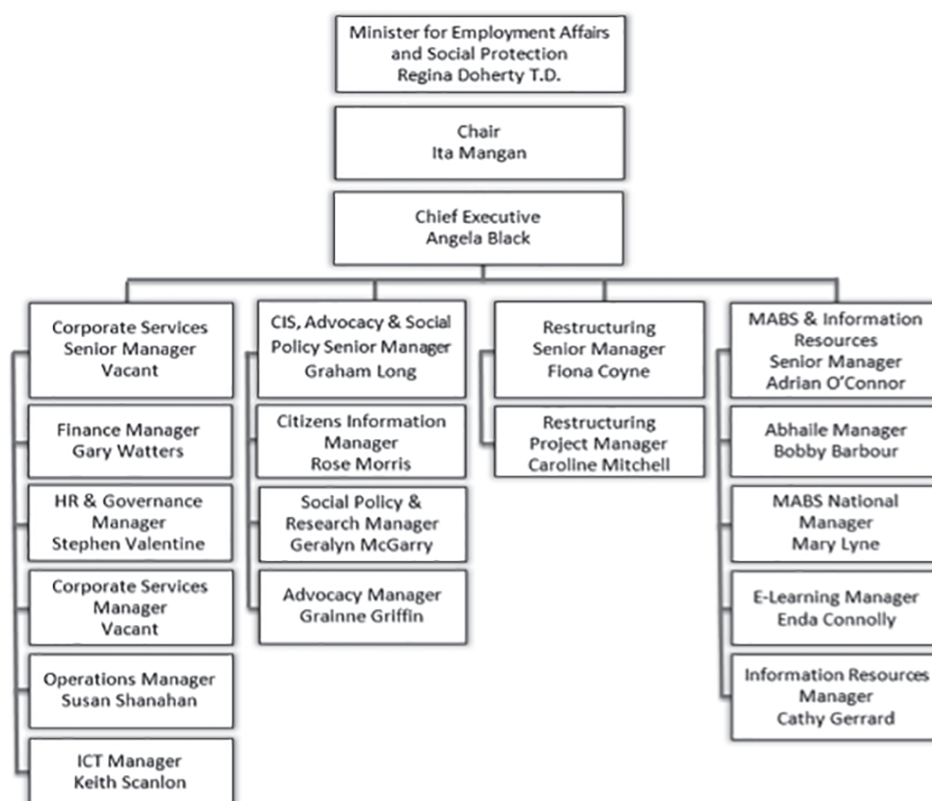 Minister for Employment Affairs
and Social Protection
Regina Doherty T.D.
Chair
Ita Mangan
Chief Executive
Angela Black
Corporate Services
Senior Manager
Vacant
Finance Manager
Gary Watters
HR & Governance
Manager
Stephen Valentine
Corporate Services
Manager
Vacant
Operations Manager
Susan Shanahan
ICT Manager
Keith Scanlon
CIS, Advocacy & Social
Policy Senior Manager
Graham Long
Citizens Information
Manager
Rose Morris
Social Policy &
Research Manager
Geralyn McGarry
Advocacy Manager
Grainne Griffin
Restructuring
Senior Manager
Fiona Coyne
Restructuring
Project Manager
Caroline Mitchell
MABS & Information
Resources
Senior Manager
Adrian O’Connor
Abhaile Manager
Bobby Barbour
MABS National
Manager
Mary Lyne
E-Learning Manager
Enda Connolly
Information Resources
Manager
Cathy Gerrard